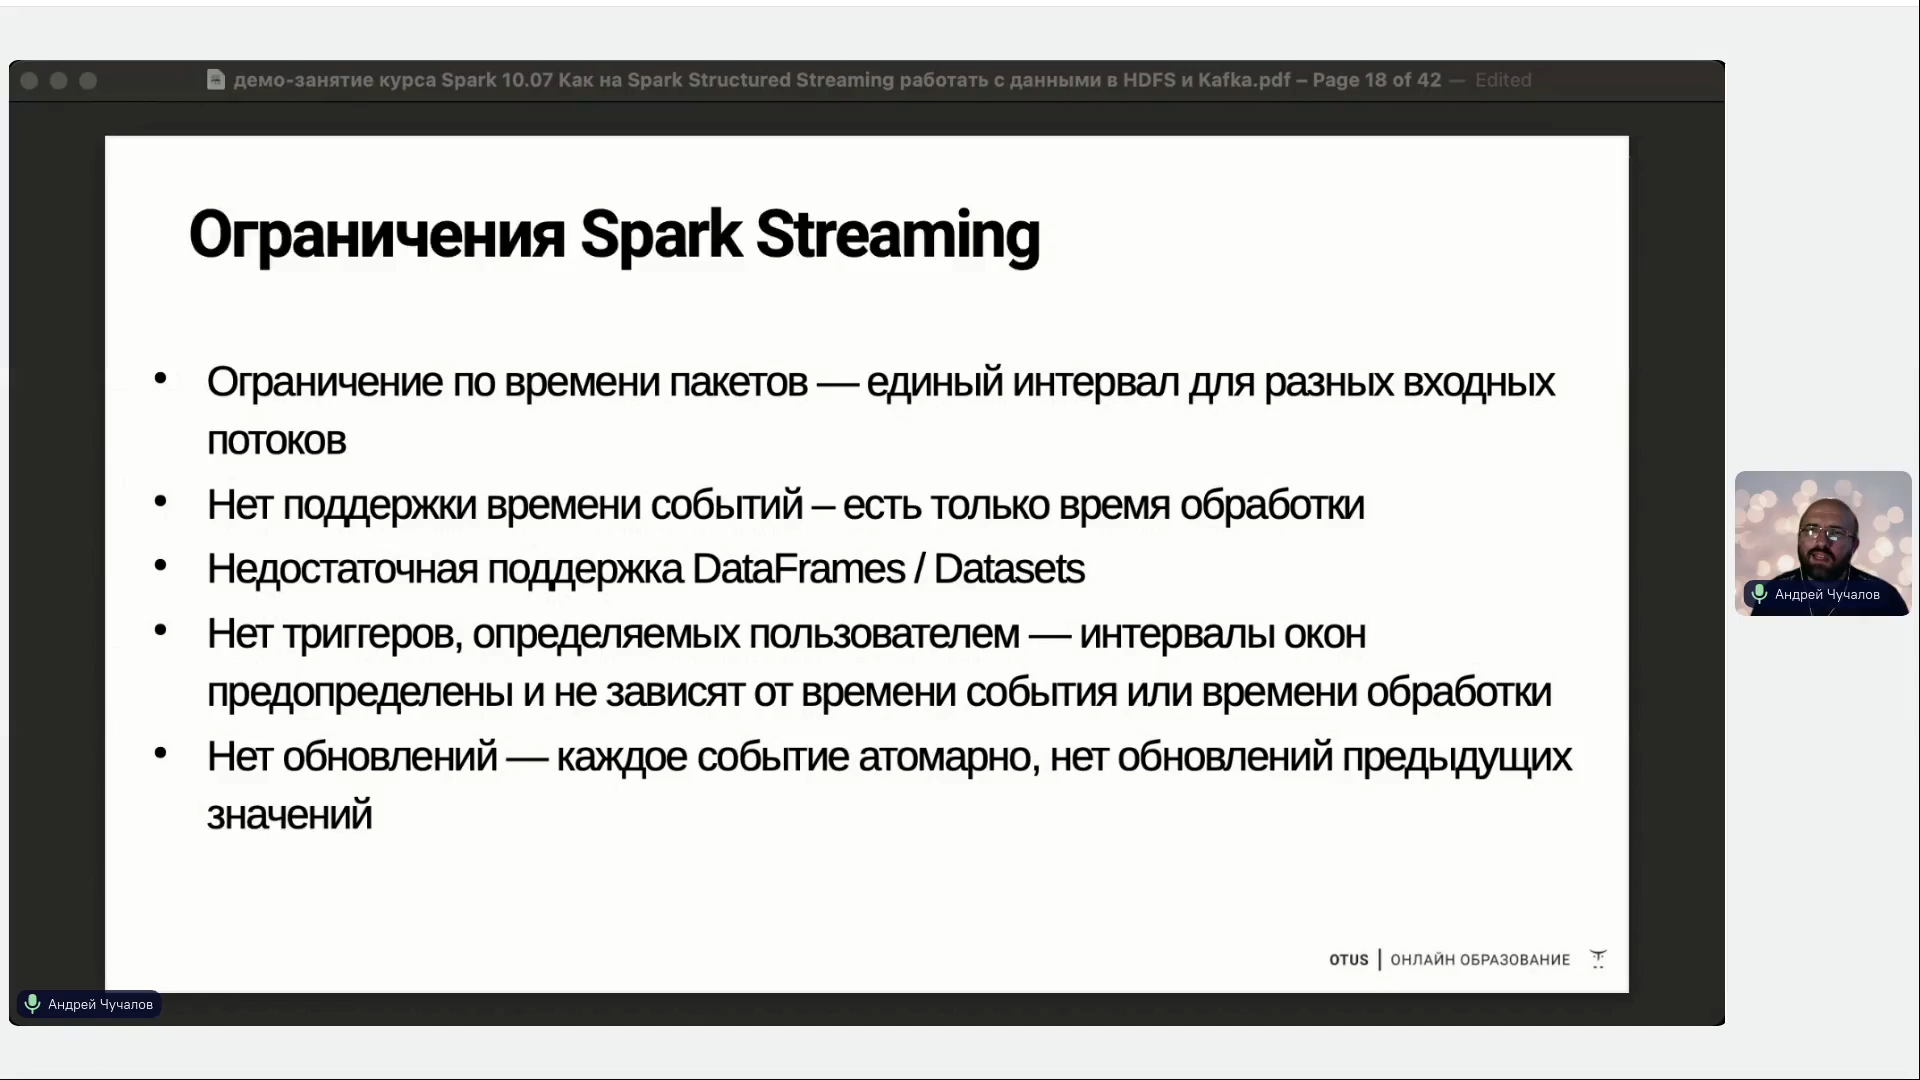 демо-занятие курса Spark 10.07 Как на Spark Structured Streaming работать с данными в HDFS и Kafka.pdf – Page 18 of 42 — Edited
Ограничения Spark Streaming
• Ограничение по времени пакетов — единый интервал для разных входных
потоков
• Нет поддержки времени событий – есть только время обработки
• Недостаточная поддержка DataFrames / Datasets
• Нет триггеров, определяемых пользователем — интервалы окон
предопределены и не зависят от времени события или времени обработки
• Нет обновлений — каждое событие атомарно, нет обновлений предыдущих
значений
Андрей Чучалов
OTUS | ОНЛАЙН ОБРАЗОВАНИЕ
Андрей Чучалов